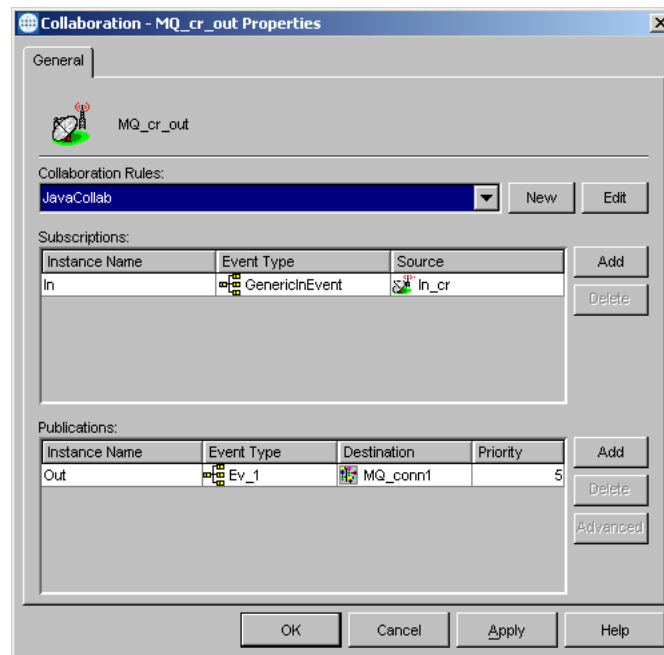 Collaboration - MQ_cr_out Properties
General
MQ_cr_out
Collaboration Rules:
JavaCollab New Edit
Subscriptions:
Instance Name Event Type Source Add
In GenericInEvent In_cr
Delete
Publications:
Instance Name Event Type Destination Priority Add
Out Ev_1 MQ_conn1 5
Delete
Advanced
OK Cancel Apply Help